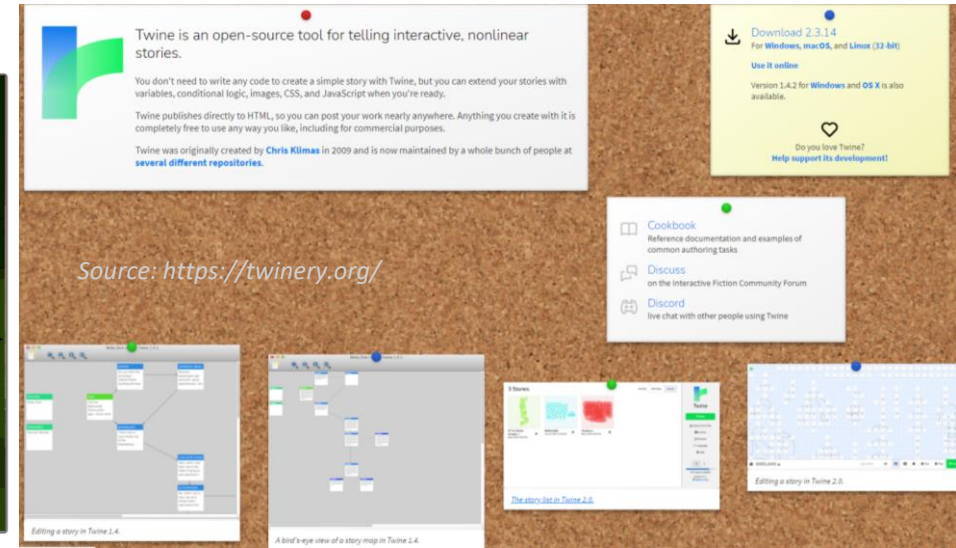 Twine is an open-source tool for telling interactive, nonlinear
stories.
You don't need to write any code to create a simple story with Twine, but you can extend your stories with
variables, conditional logic, images, CSS, and JavaScript when you're ready.
Twine publishes directly to HTML, so you can post your work nearly anywhere. Anything you create with it is
completely free to use any way you like, including for commercial purposes.
Twine was originally created by Chris Klimas in 2009 and is now maintained by a whole bunch of people at
several different repositories.
Download 2.3.14
For Windows, macOS, and Linux (32-bit)
Use it online
Version 1.4.2 for Windows and OS X is also
available.
Do you love Twine?
Help support its development!
Cookbook
Reference documentation and examples of
common authoring tasks
Discuss
on the Interactive Fiction Community Forum
Discord
live chat with other people using Twine
Source: https://twinery.org/
Editing a story in Twine 1.4.
A bird's-eye view of a story map in Twine 1.4.
Stories
Twine
The story list in Twine 2.0.
Editing a story in Twine 2.0.